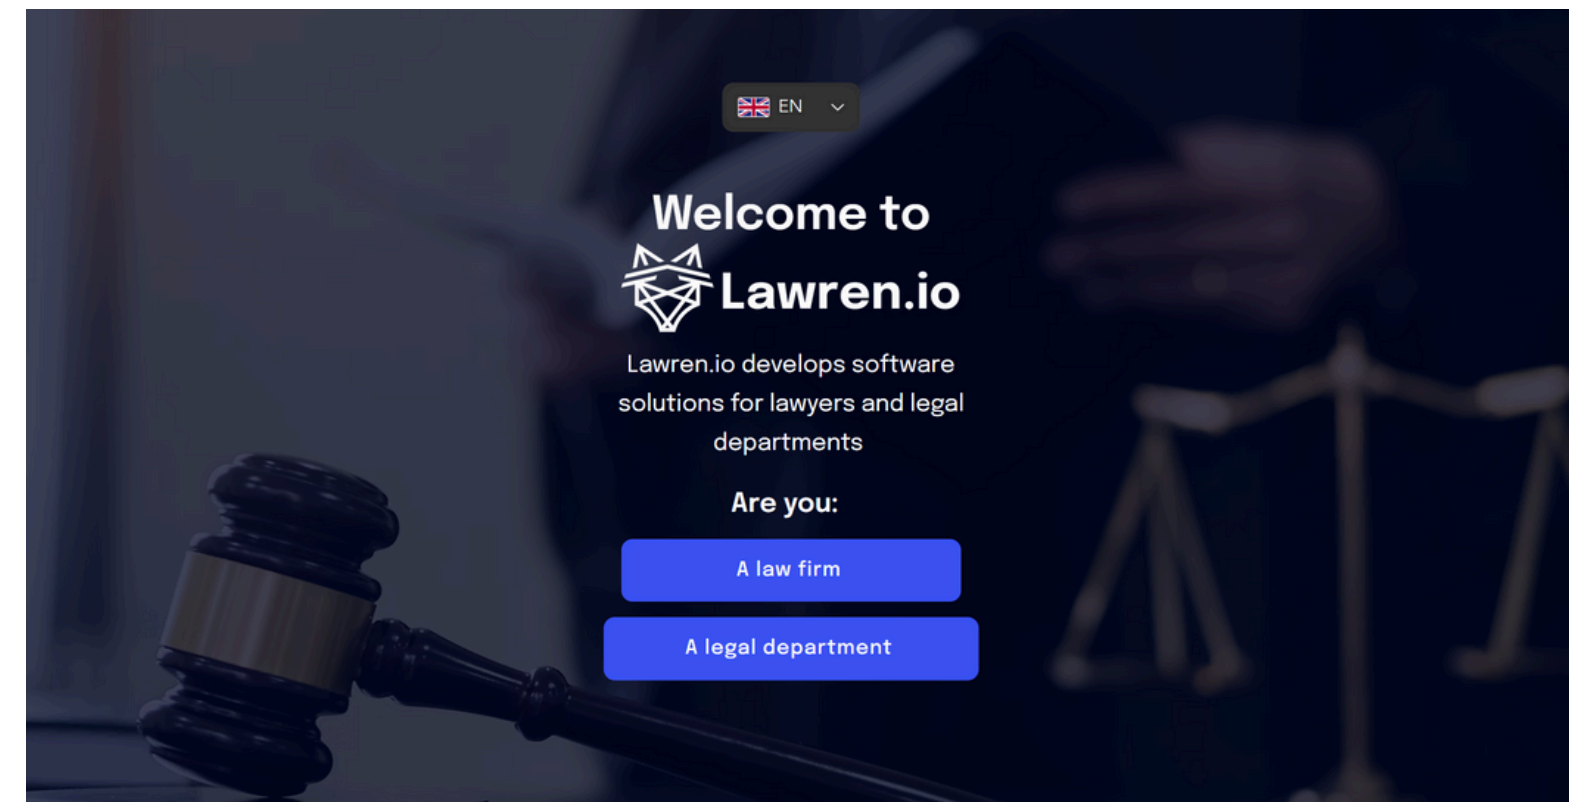 EN
Welcome to
Lawren.io
Lawren.io develops software
solutions for lawyers and legal
departments
Are you:
A law firm
A legal department